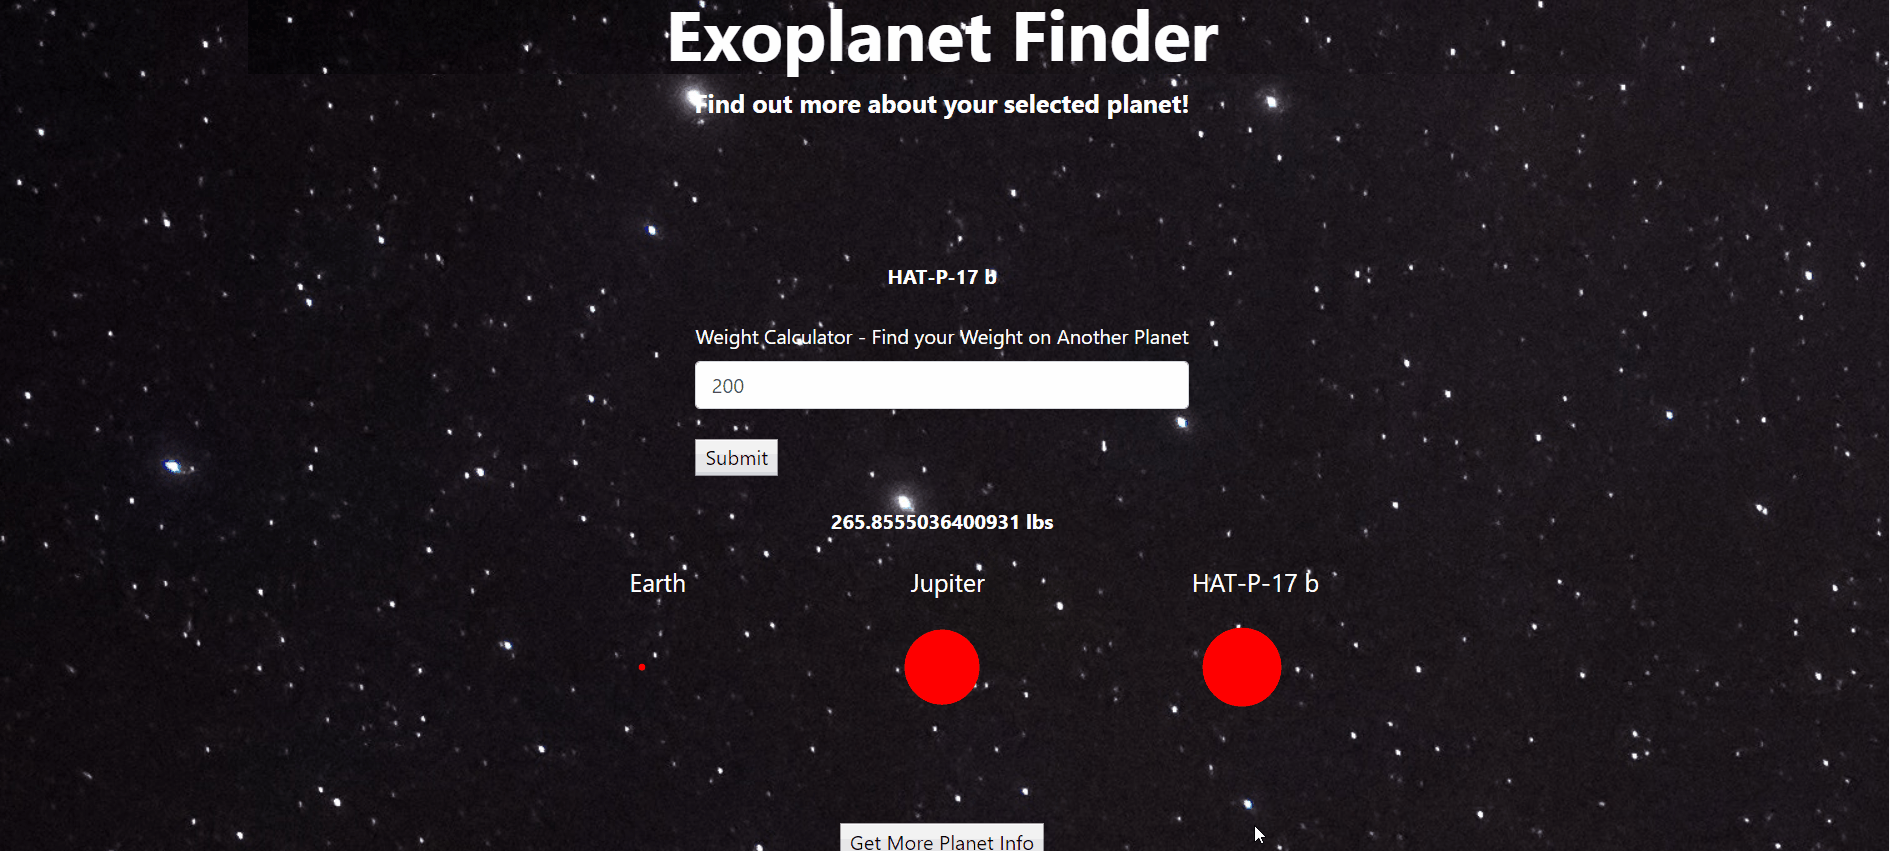 Exoplanet Finder
Find out more about your selected planet!
HAT-P-17 b
Weight Calculator - Find your Weight on Another Planet
200
Submit
265.8555036400931 lbs
Earth
Jupiter
HAT-P-17 b
Get More Planet Info